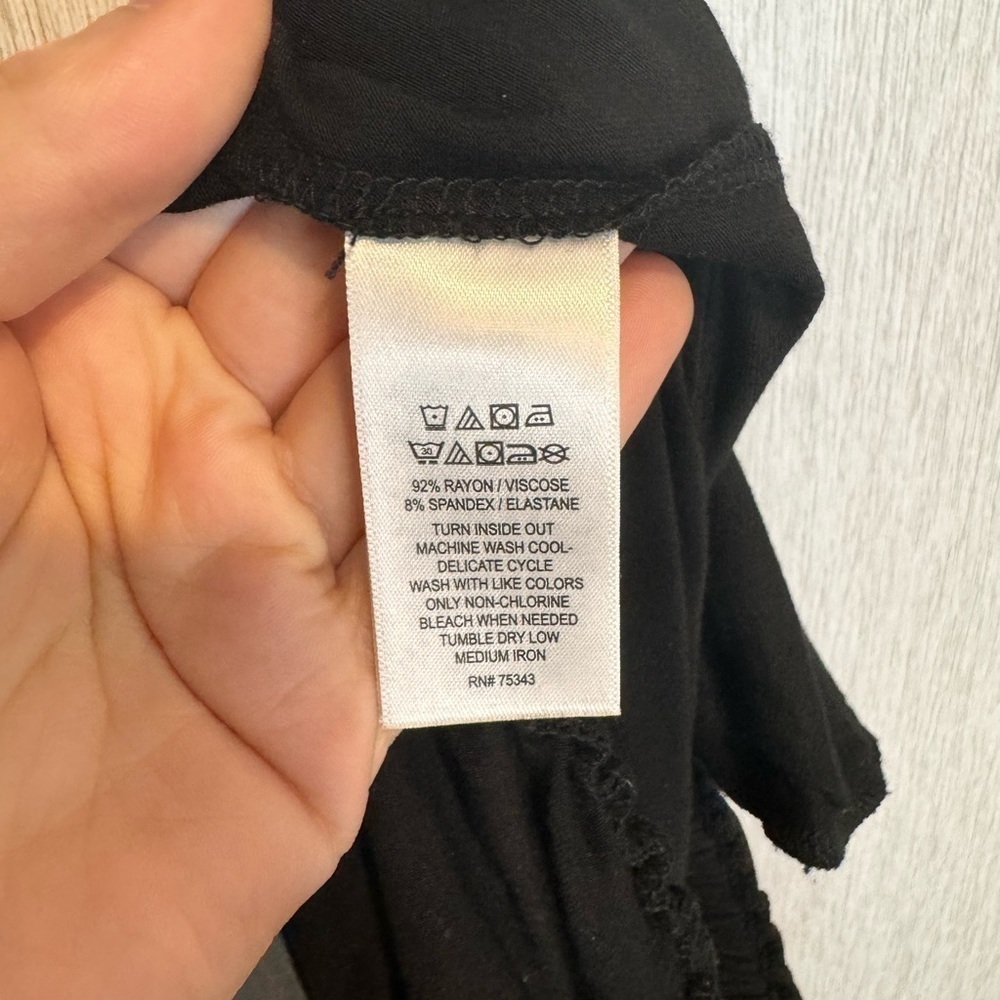 30
92% RAYON / VISCOSE
8% SPANDEX / ELASTANE
TURN INSIDE OUT
MACHINE WASH COOL-
DELICATE CYCLE
WASH WITH LIKE COLORS
ONLY NON-CHLORINE
BLEACH WHEN NEEDED
TUMBLE DRY LOW
MEDIUM IRON
RN# 75343